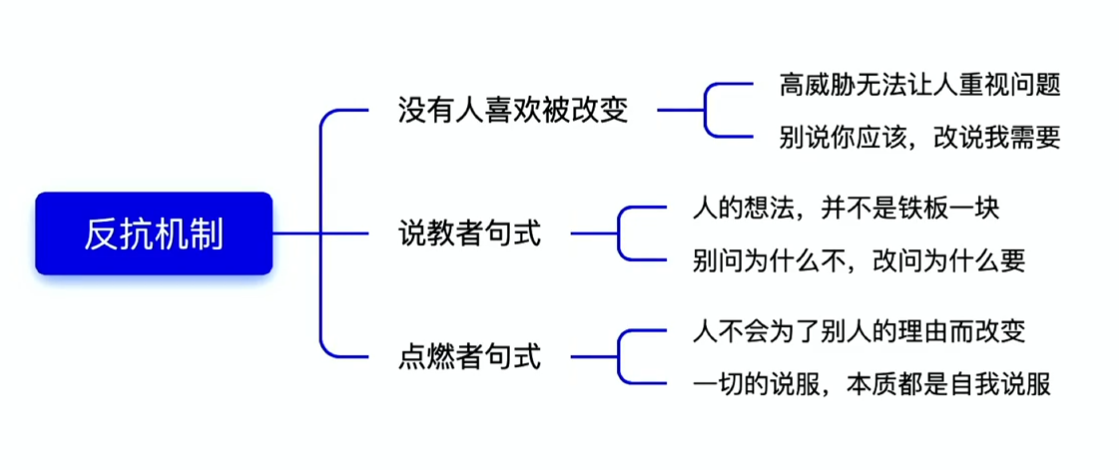 反抗机制
没有人喜欢被改变
高威胁无法让人重视问题
别说你应该，改说我需要
说教者句式
人的想法，并不是铁板一块
别问为什么不，改问为什么要
点燃者句式
人不会为了别人的理由而改变
一切的说服，本质都是自我说服